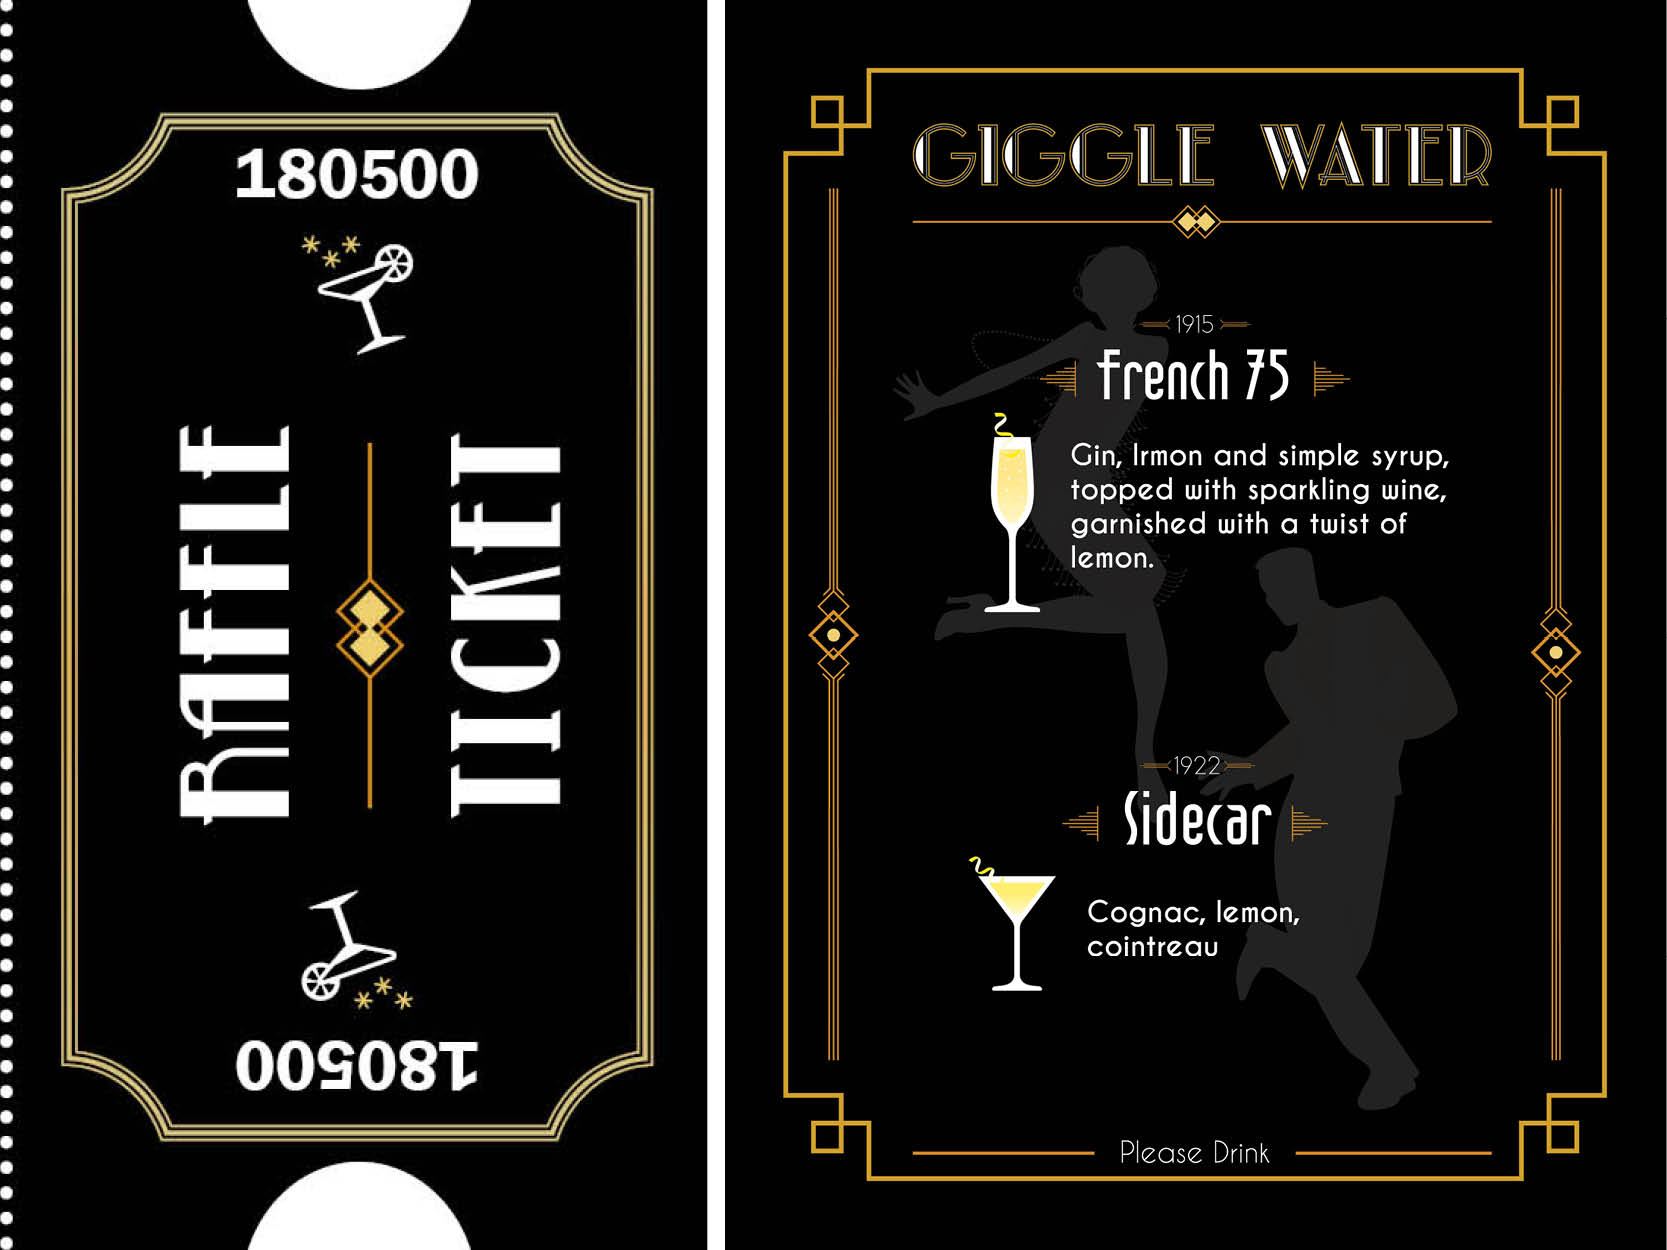 180500
RAFFLE
TICKET
180500
GIGGLE WATER
1915
french 75
Gin, lrmon and simple syrup,
topped with sparkling wine,
garnished with a twist of
lemon.
1922
Sidecar
Cognac, lemon,
cointreau
Please Drink